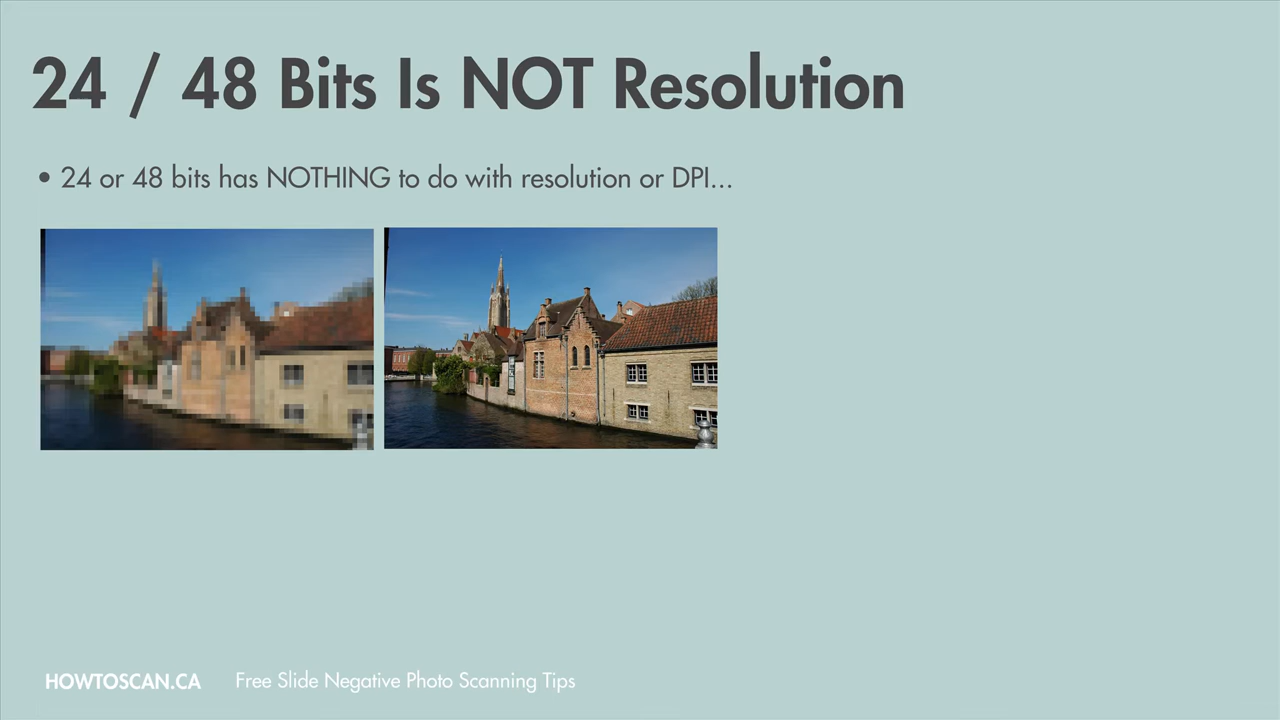 24 / 48 Bits Is NOT Resolution
• 24 or 48 bits has NOTHING to do with resolution or DPI...
HOWTOSCAN.CA Free Slide Negative Photo Scanning Tips